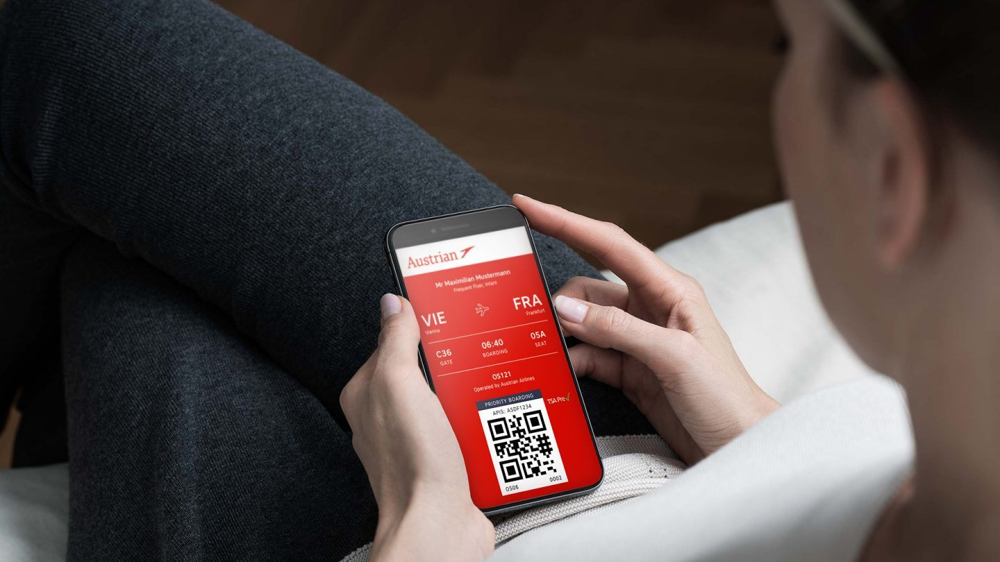 Austrian
Mr Maximilian Mustermann
Frequent Flyer, Infant
VIE FRA
Vienna Frankfurt
C36 06:40 05A
GATE BOARDING SEAT
OS121
Operated by Austrian Airlines
PRIORITY BOARDING
APIS: ASDF1234
TSA Pre✓
OS06 0002